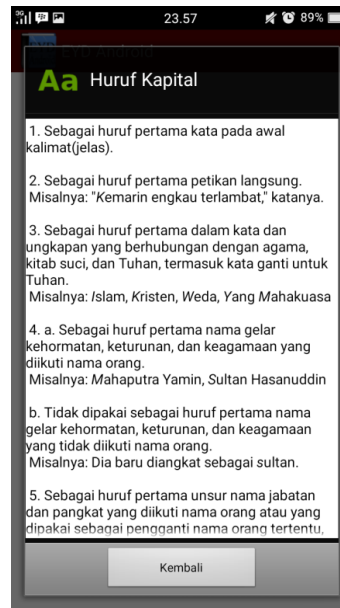 3G
23.57
89%
EYD Android
Aa Huruf Kapital
1. Sebagai huruf pertama kata pada awal
kalimat(jelas).
2. Sebagai huruf pertama petikan langsung.
Misalnya: "Kemarin engkau terlambat," katanya.
3. Sebagai huruf pertama dalam kata dan
ungkapan yang berhubungan dengan agama,
kitab suci, dan Tuhan, termasuk kata ganti untuk
Tuhan.
Misalnya: Islam, Kristen, Weda, Yang Mahakuasa
4. a. Sebagai huruf pertama nama gelar
kehormatan, keturunan, dan keagamaan yang
diikuti nama orang.
Misalnya: Mahaputra Yamin, Sultan Hasanuddin
b. Tidak dipakai sebagai huruf pertama nama
gelar kehormatan, keturunan, dan keagamaan
yang tidak diikuti nama orang.
Misalnya: Dia baru diangkat sebagai sultan.
5. Sebagai huruf pertama unsur nama jabatan
dan pangkat yang diikuti nama orang atau yang
dipakai sebagai pengganti nama orang tertentu,
Kembali